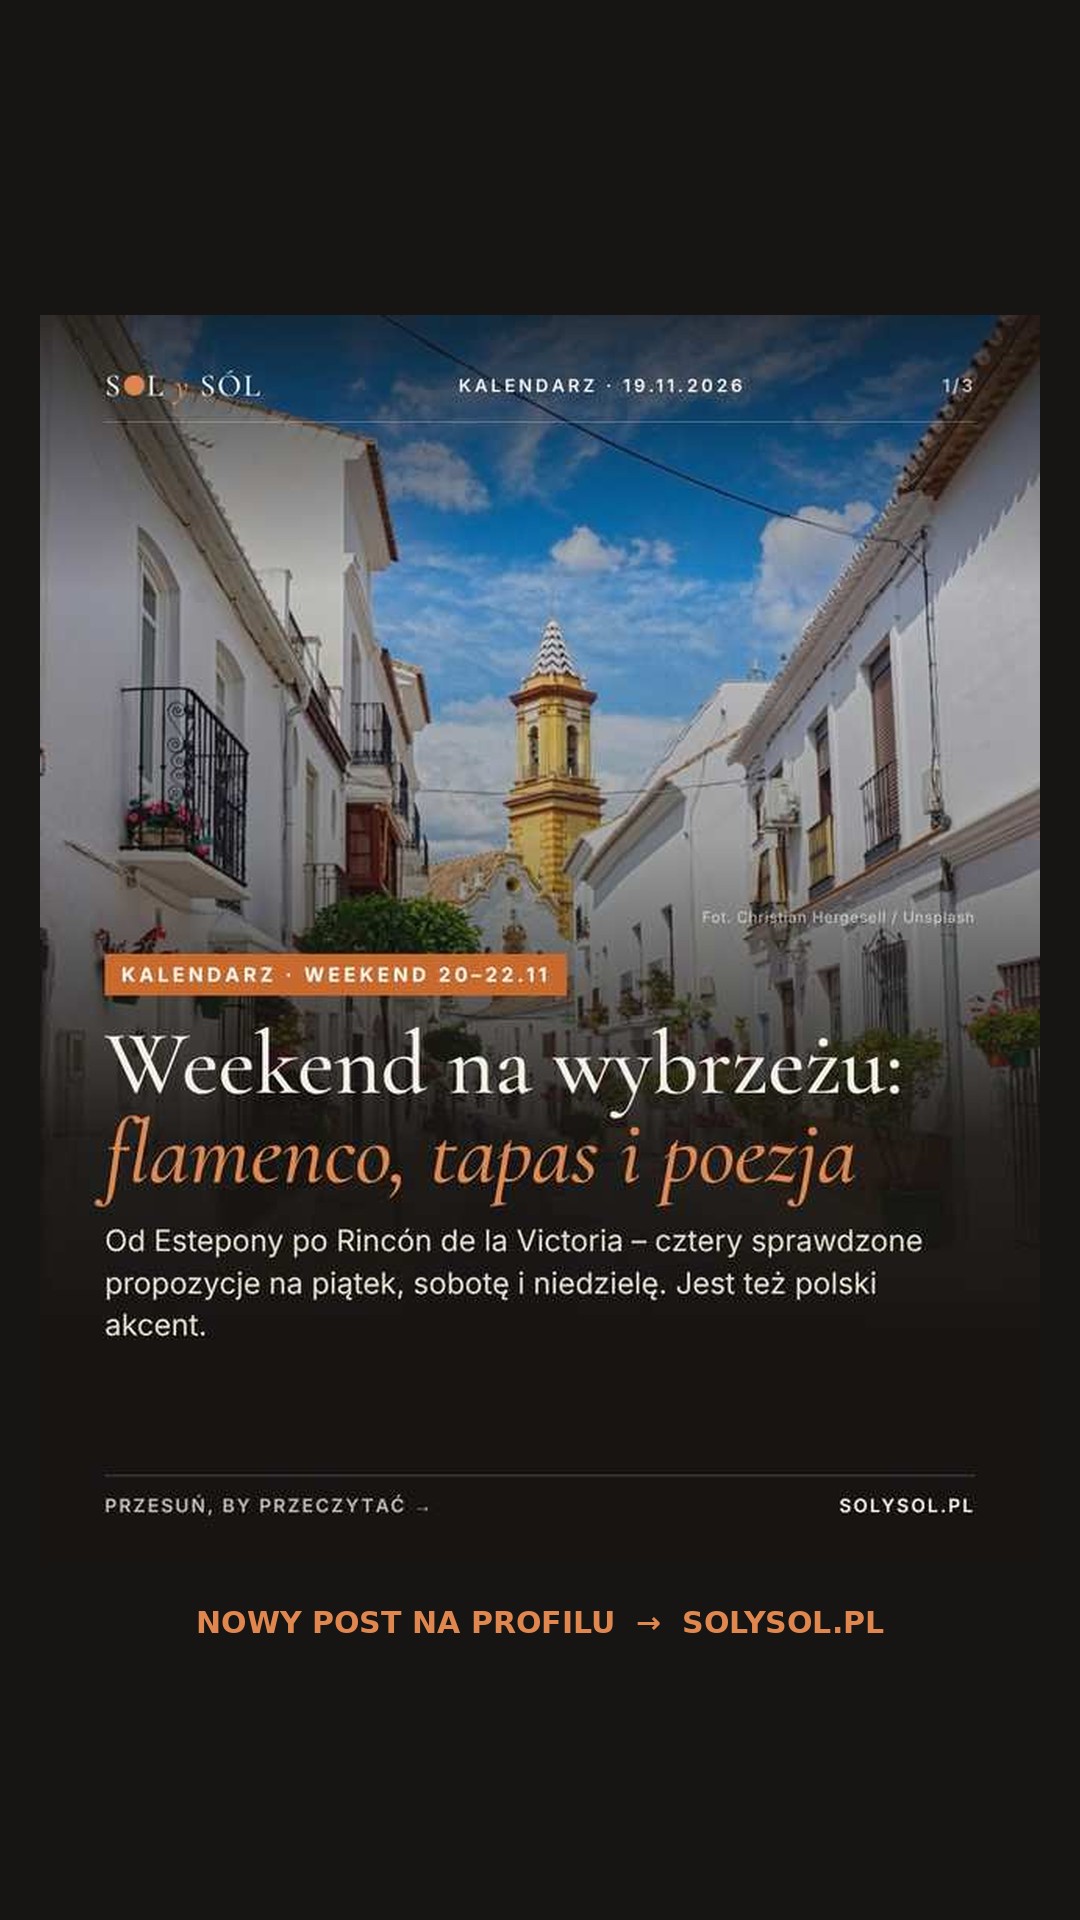 SOL y SÓL
KALENDARZ · 19.11.2026
1/3
Fot. Christian Hergesell / Unsplash
KALENDARZ · WEEKEND 20–22.11
Weekend na wybrzeżu:
flamenco, tapas i poezja
Od Estepony po Rincón de la Victoria – cztery sprawdzone
propozycje na piątek, sobotę i niedzielę. Jest też polski
akcent.
PRZESUŃ, BY PRZECZYTAĆ →
SOLYSOL.PL
NOWY POST NA PROFILU → SOLYSOL.PL